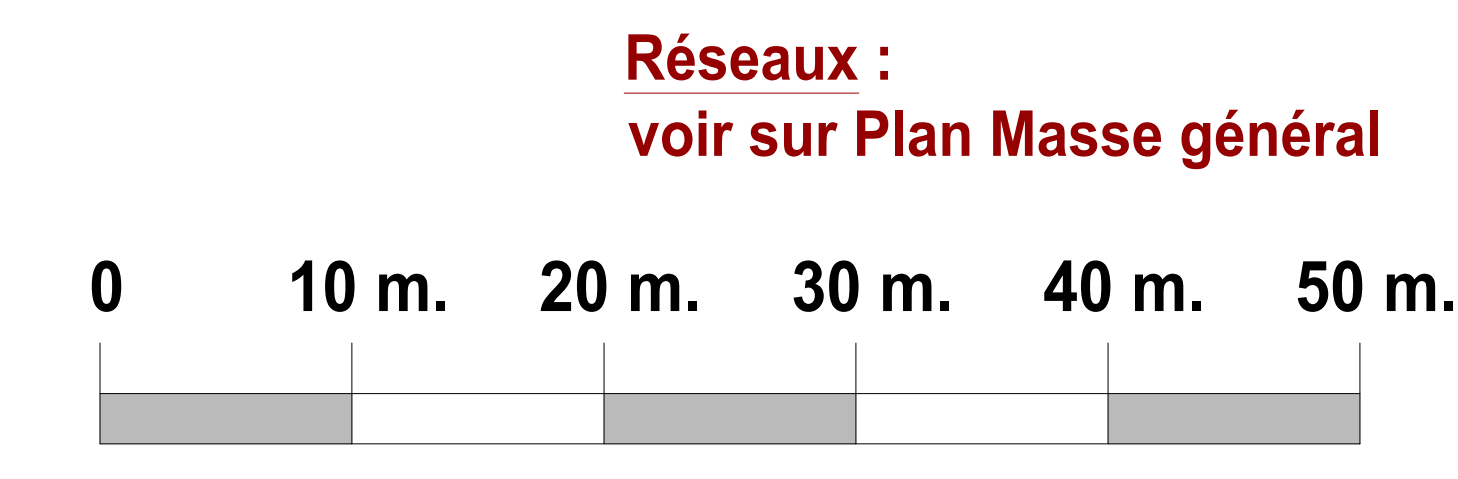 Réseaux :
voir sur Plan Masse général
0 10 m. 20 m. 30 m. 40 m. 50 m.